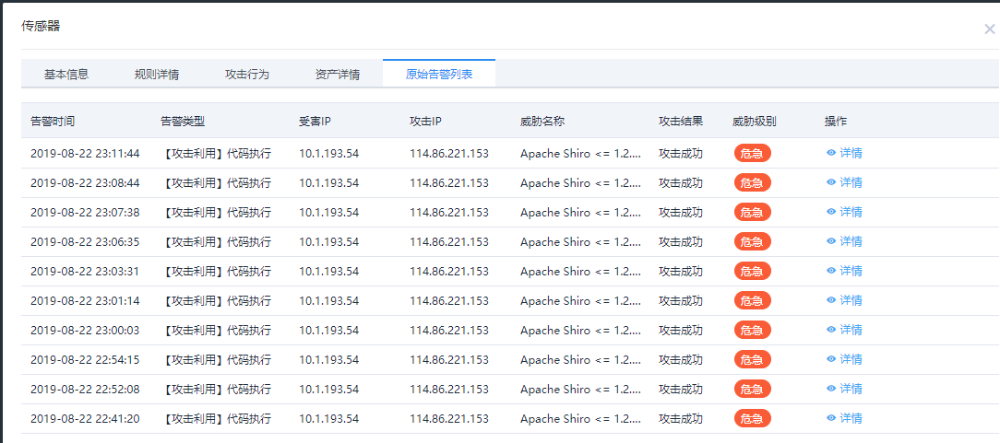 传感器
基本信息 规则详情 攻击行为 资产详情 原始告警列表
告警时间 告警类型 受害IP 攻击IP 威胁名称 攻击结果 威胁级别 操作
2019-08-22 23:11:44 【攻击利用】代码执行 10.1.193.54 114.86.221.153 Apache Shiro <= 1.2.... 攻击成功 危急 详情
2019-08-22 23:08:44 【攻击利用】代码执行 10.1.193.54 114.86.221.153 Apache Shiro <= 1.2.... 攻击成功 危急 详情
2019-08-22 23:07:38 【攻击利用】代码执行 10.1.193.54 114.86.221.153 Apache Shiro <= 1.2.... 攻击成功 危急 详情
2019-08-22 23:06:35 【攻击利用】代码执行 10.1.193.54 114.86.221.153 Apache Shiro <= 1.2.... 攻击成功 危急 详情
2019-08-22 23:03:31 【攻击利用】代码执行 10.1.193.54 114.86.221.153 Apache Shiro <= 1.2.... 攻击成功 危急 详情
2019-08-22 23:01:14 【攻击利用】代码执行 10.1.193.54 114.86.221.153 Apache Shiro <= 1.2.... 攻击成功 危急 详情
2019-08-22 23:00:03 【攻击利用】代码执行 10.1.193.54 114.86.221.153 Apache Shiro <= 1.2.... 攻击成功 危急 详情
2019-08-22 22:54:15 【攻击利用】代码执行 10.1.193.54 114.86.221.153 Apache Shiro <= 1.2.... 攻击成功 危急 详情
2019-08-22 22:52:08 【攻击利用】代码执行 10.1.193.54 114.86.221.153 Apache Shiro <= 1.2.... 攻击成功 危急 详情
2019-08-22 22:41:20 【攻击利用】代码执行 10.1.193.54 114.86.221.153 Apache Shiro <= 1.2.... 攻击成功 危急 详情